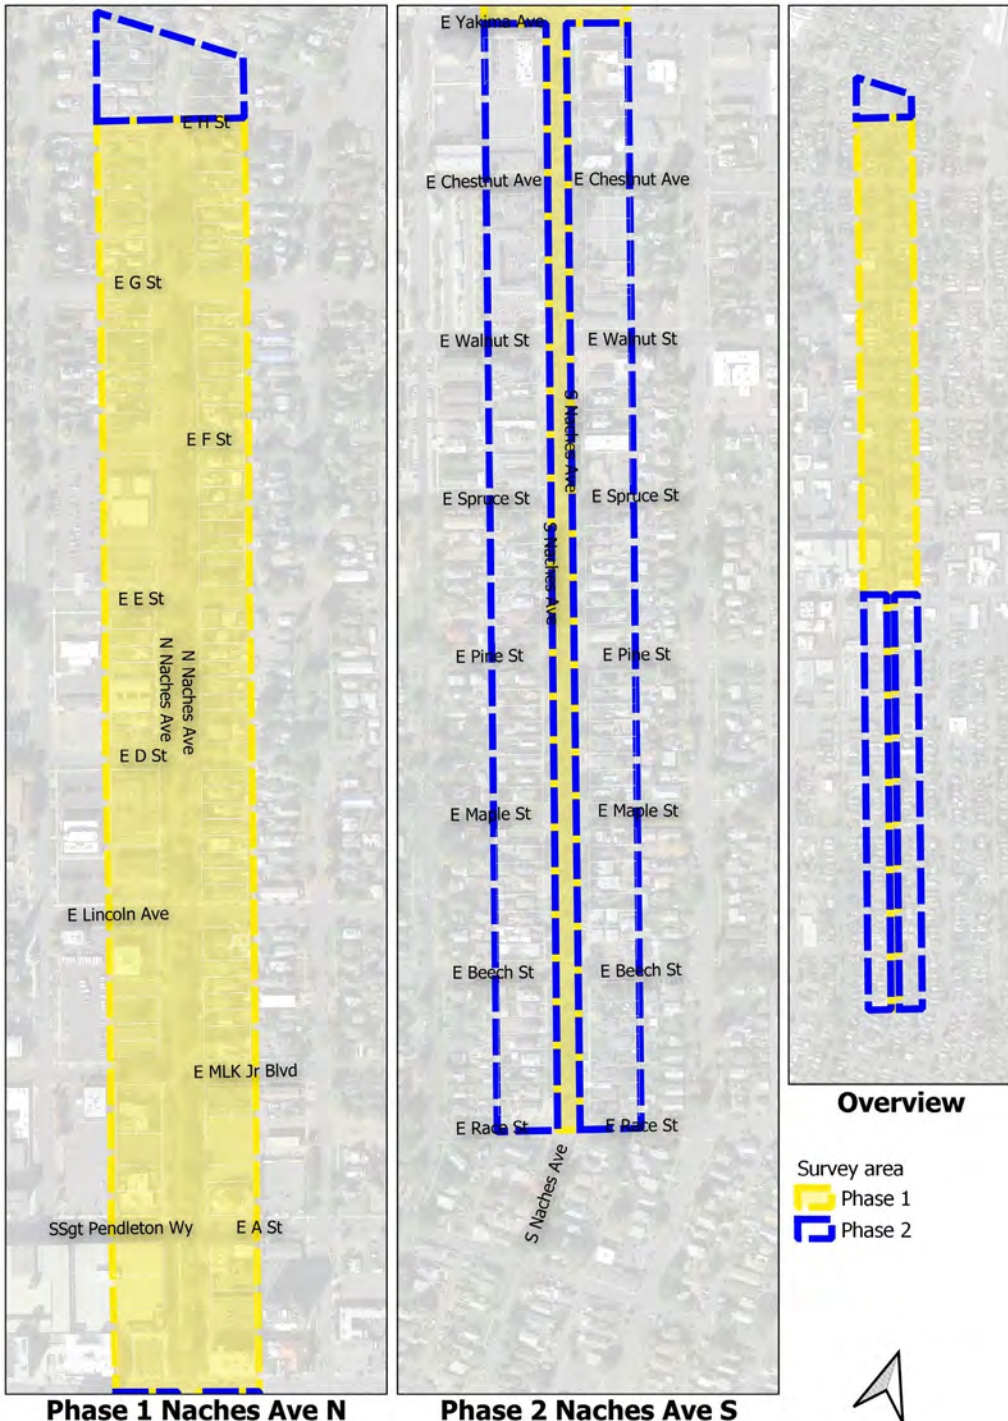 E H St
E G St
E F St
E E St
N Naches Ave
N Naches Ave
E D St
E Lincoln Ave
E MLK Jr Blvd
SSgt Pendleton Wy
E A St
Phase 1 Naches Ave N
E Yakima Ave
E Chestnut Ave
E Chestnut Ave
E Walnut St
E Walnut St
S Naches Ave
E Spruce St
E Spruce St
S Naches Ave
E Pine St
E Pine St
E Maple St
E Maple St
E Beech St
E Beech St
E Race St
E Race St
S Naches Ave
Phase 2 Naches Ave S
Overview
Survey area
Phase 1
Phase 2